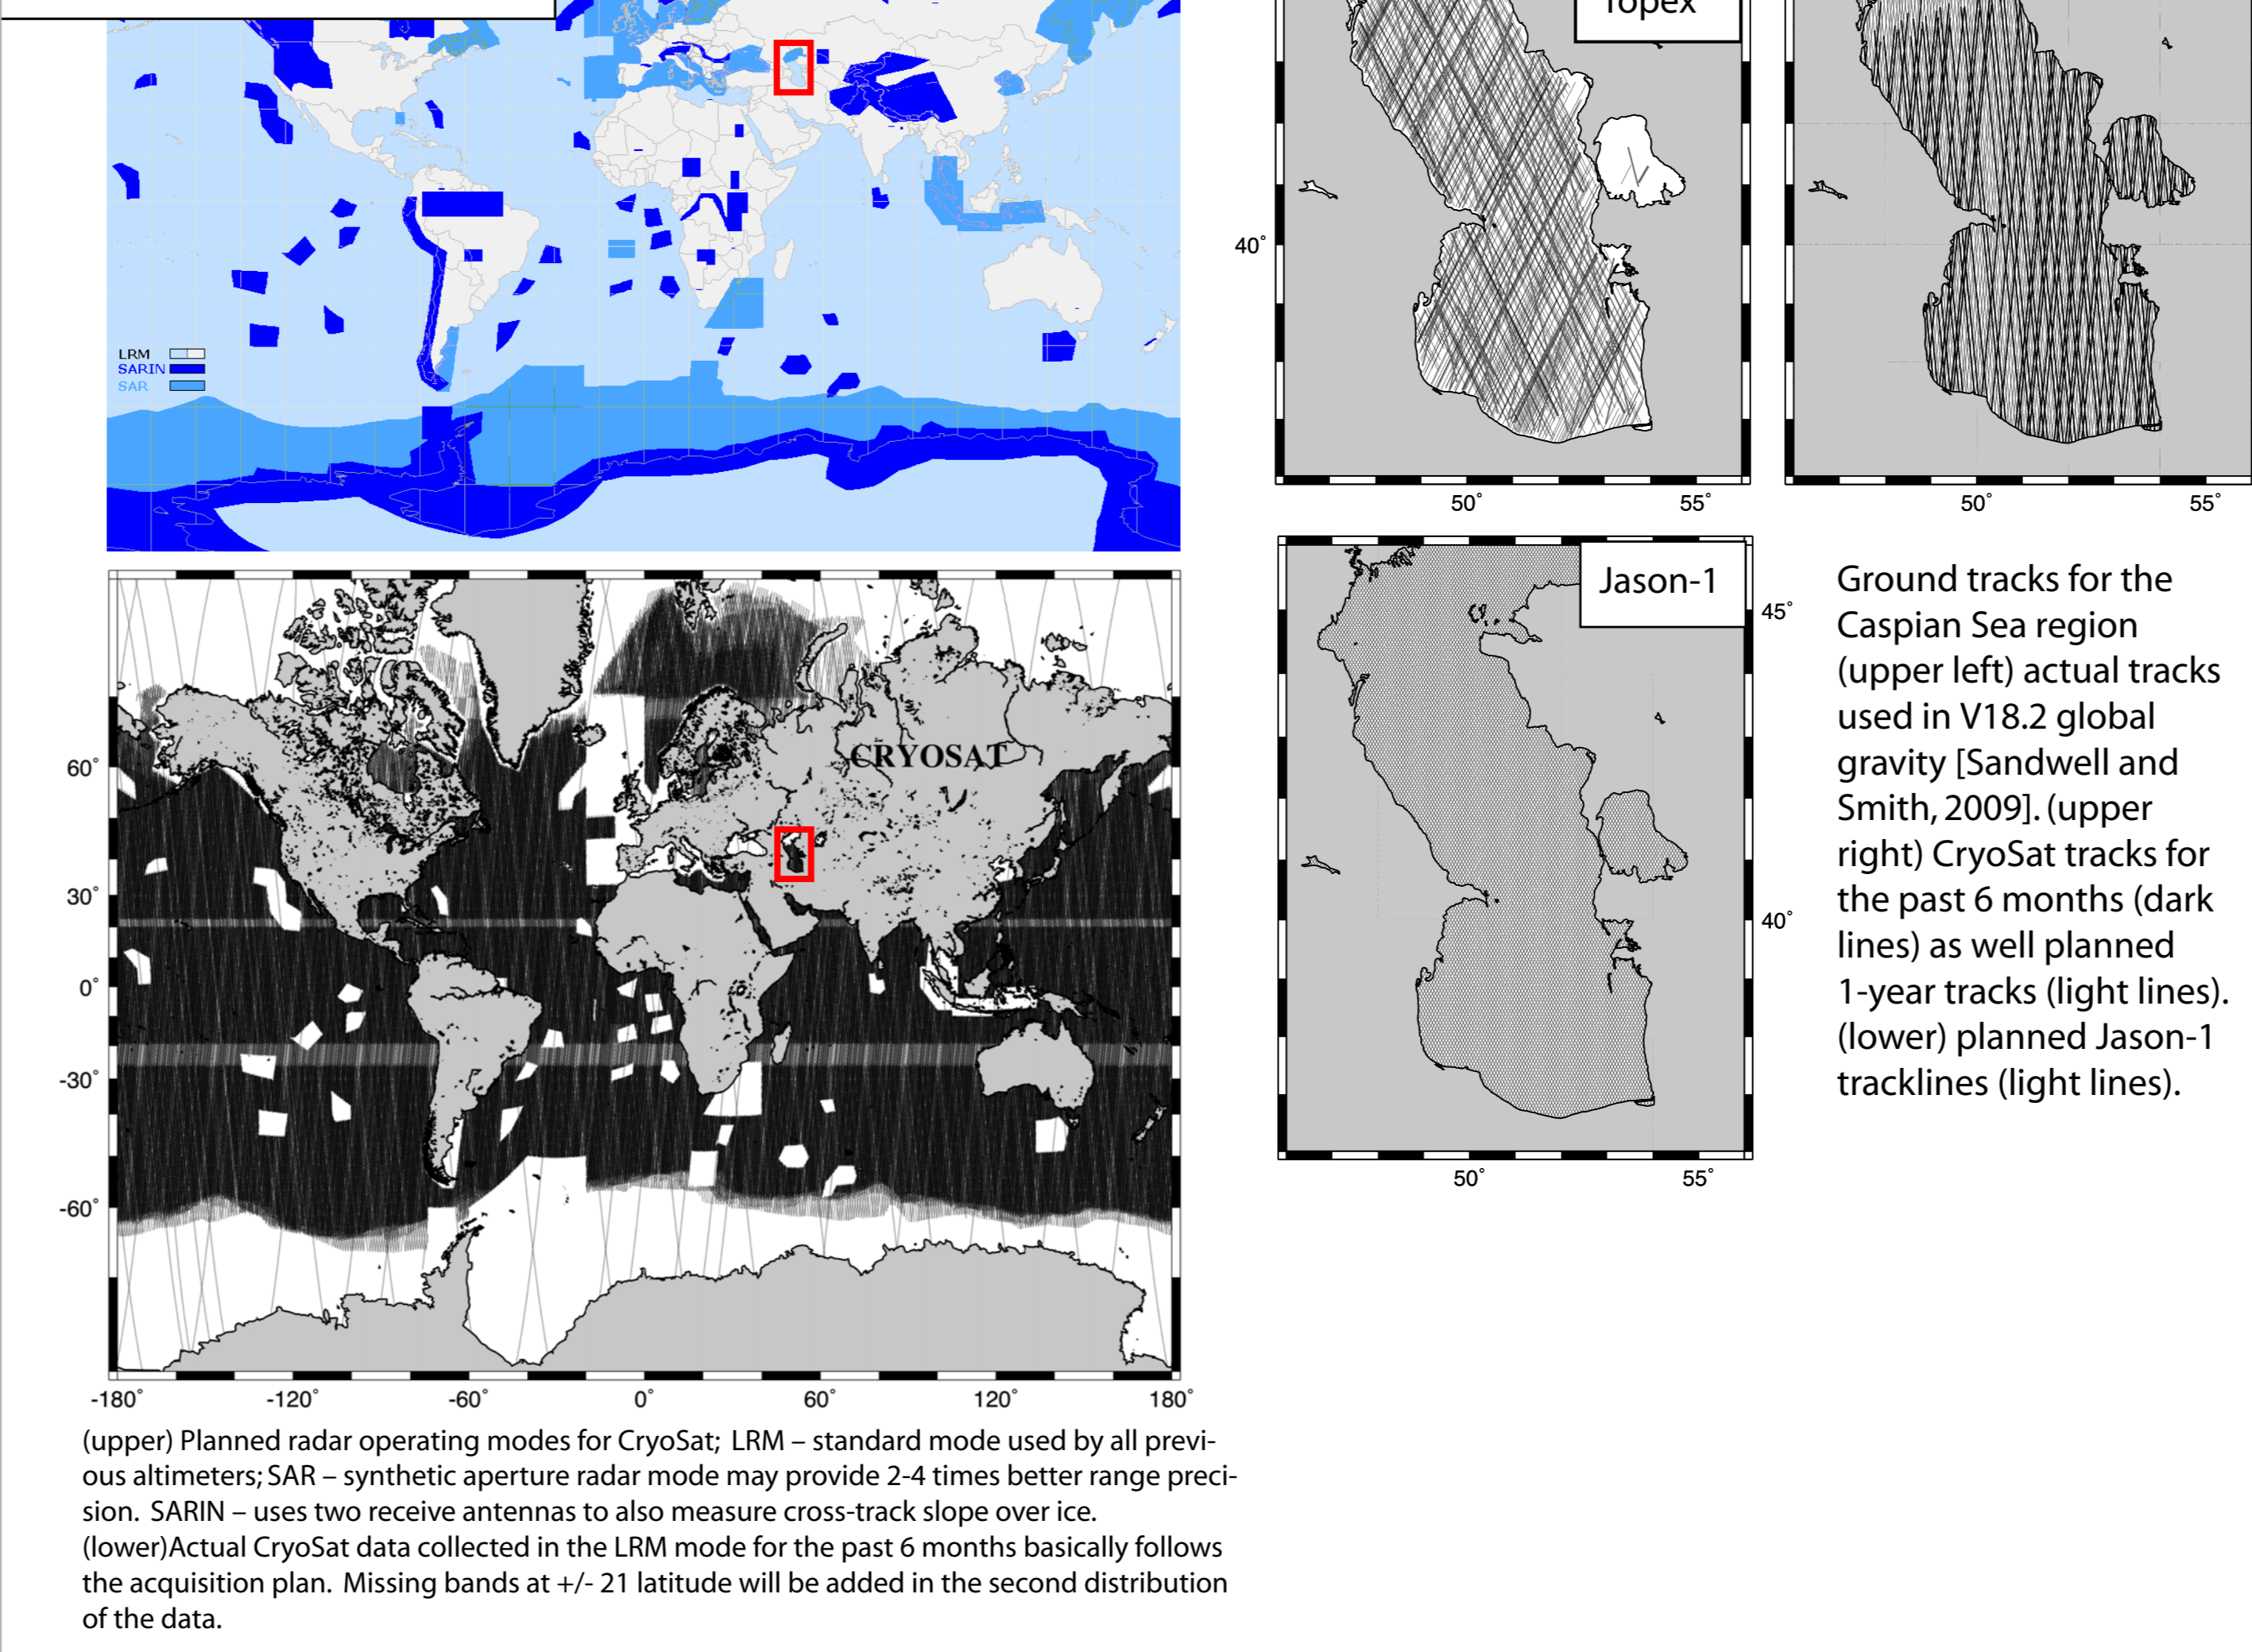 Topex
LRM
SARIN
SAR
40°
50°
55°
50°
55°
Jason-1
45°
40°
50°
55°
Ground tracks for the
Caspian Sea region
(upper left) actual tracks
used in V18.2 global
gravity [Sandwell and
Smith, 2009]. (upper
right) CryoSat tracks for
the past 6 months (dark
lines) as well planned
1-year tracks (light lines).
(lower) planned Jason-1
tracklines (light lines).
CRYOSAT
60°
30°
0°
-30°
-60°
-180°
-120°
-60°
0°
60°
120°
180°
(upper) Planned radar operating modes for CryoSat; LRM – standard mode used by all previ-
ous altimeters; SAR – synthetic aperture radar mode may provide 2-4 times better range preci-
sion. SARIN – uses two receive antennas to also measure cross-track slope over ice.
(lower)Actual CryoSat data collected in the LRM mode for the past 6 months basically follows
the acquisition plan. Missing bands at +/- 21 latitude will be added in the second distribution
of the data.